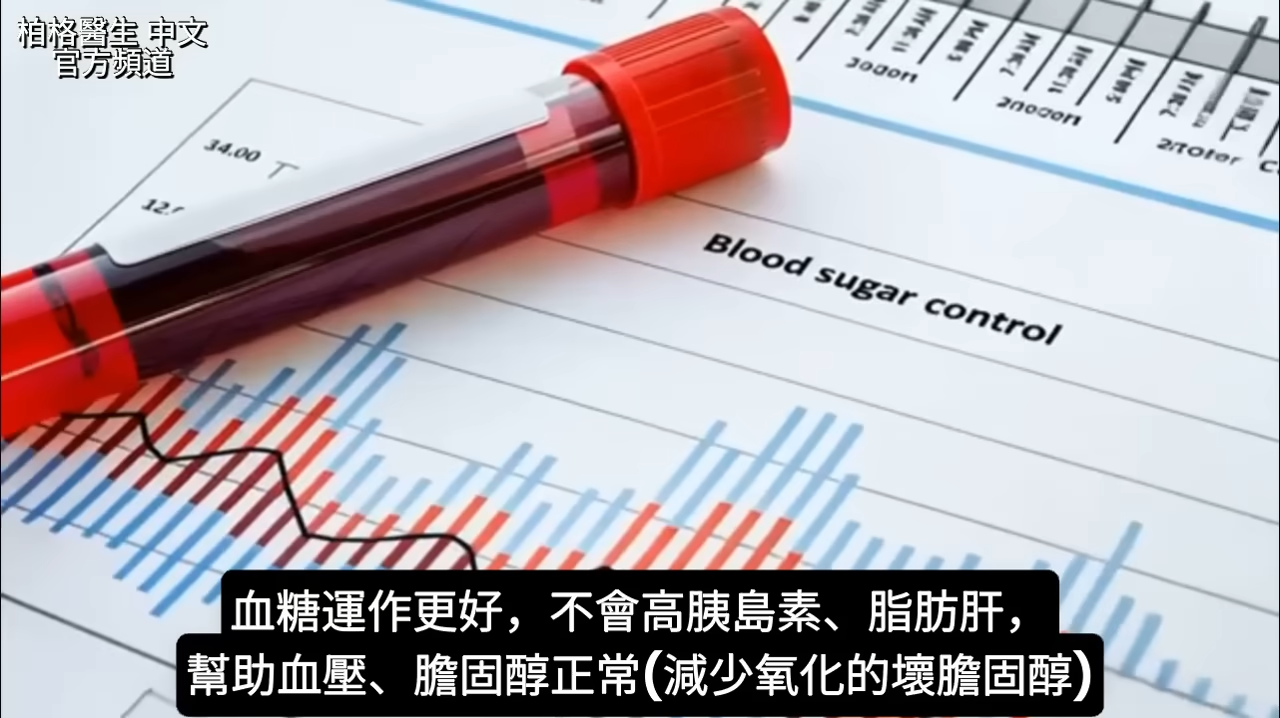 柏格醫生 中文
官方頻道
34.00
Blood sugar control
血糖運作更好，不會高胰島素、脂肪肝，
幫助血壓、膽固醇正常(減少氧化的壞膽固醇)